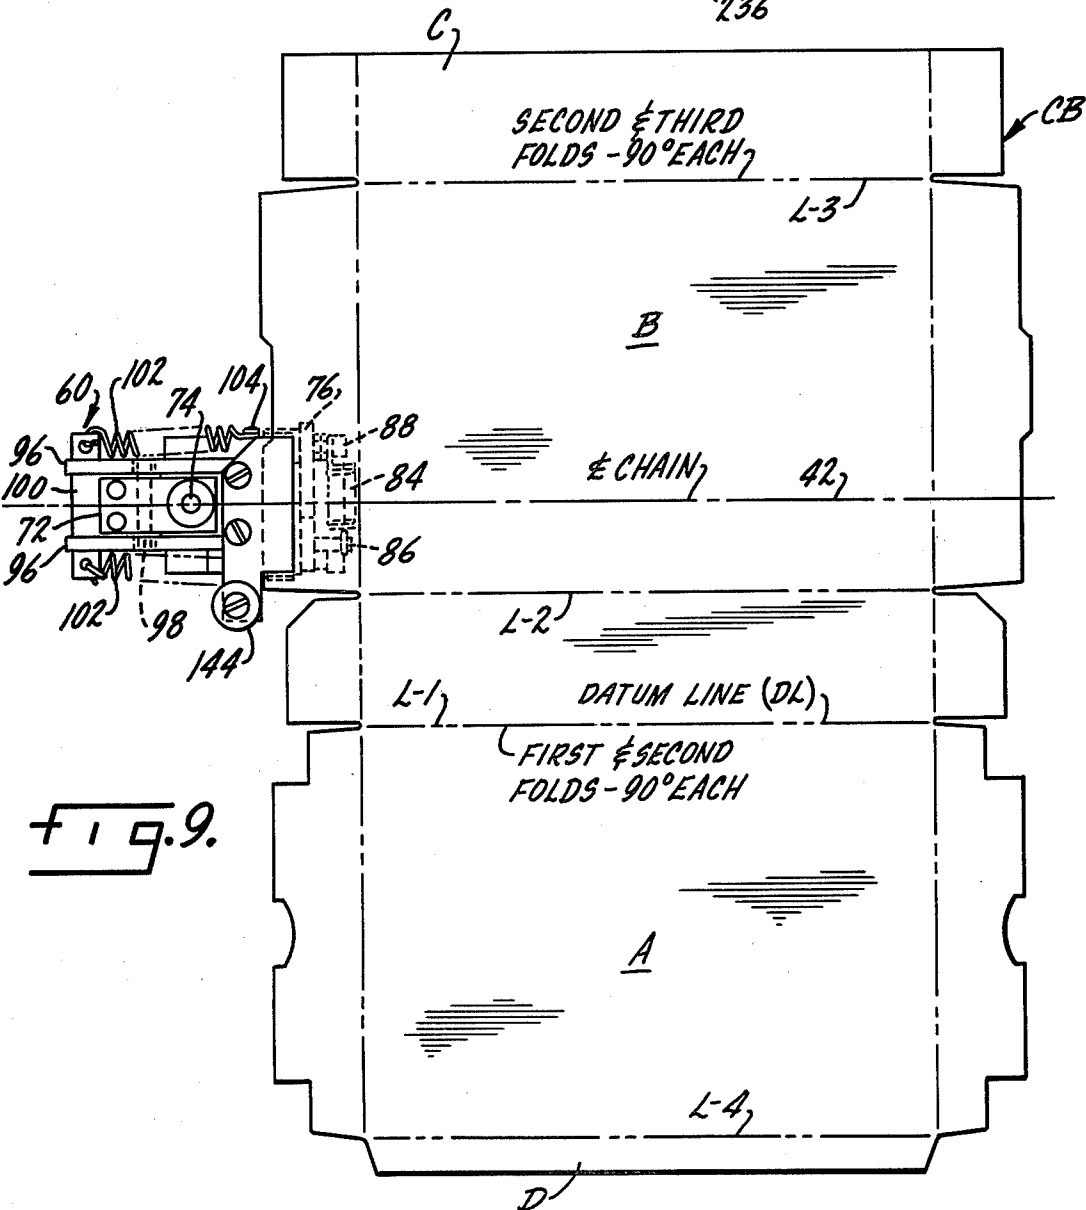 236
C
CB
SECOND & THIRD
FOLDS - 90° EACH
L-3
B
60
102
74
104
76
88
96
100
84
℄ CHAIN
42
72
86
96
102
98
L-2
144
L-1
DATUM LINE (DL)
FIRST & SECOND
FOLDS - 90° EACH
fig.9.
A
L-4
D